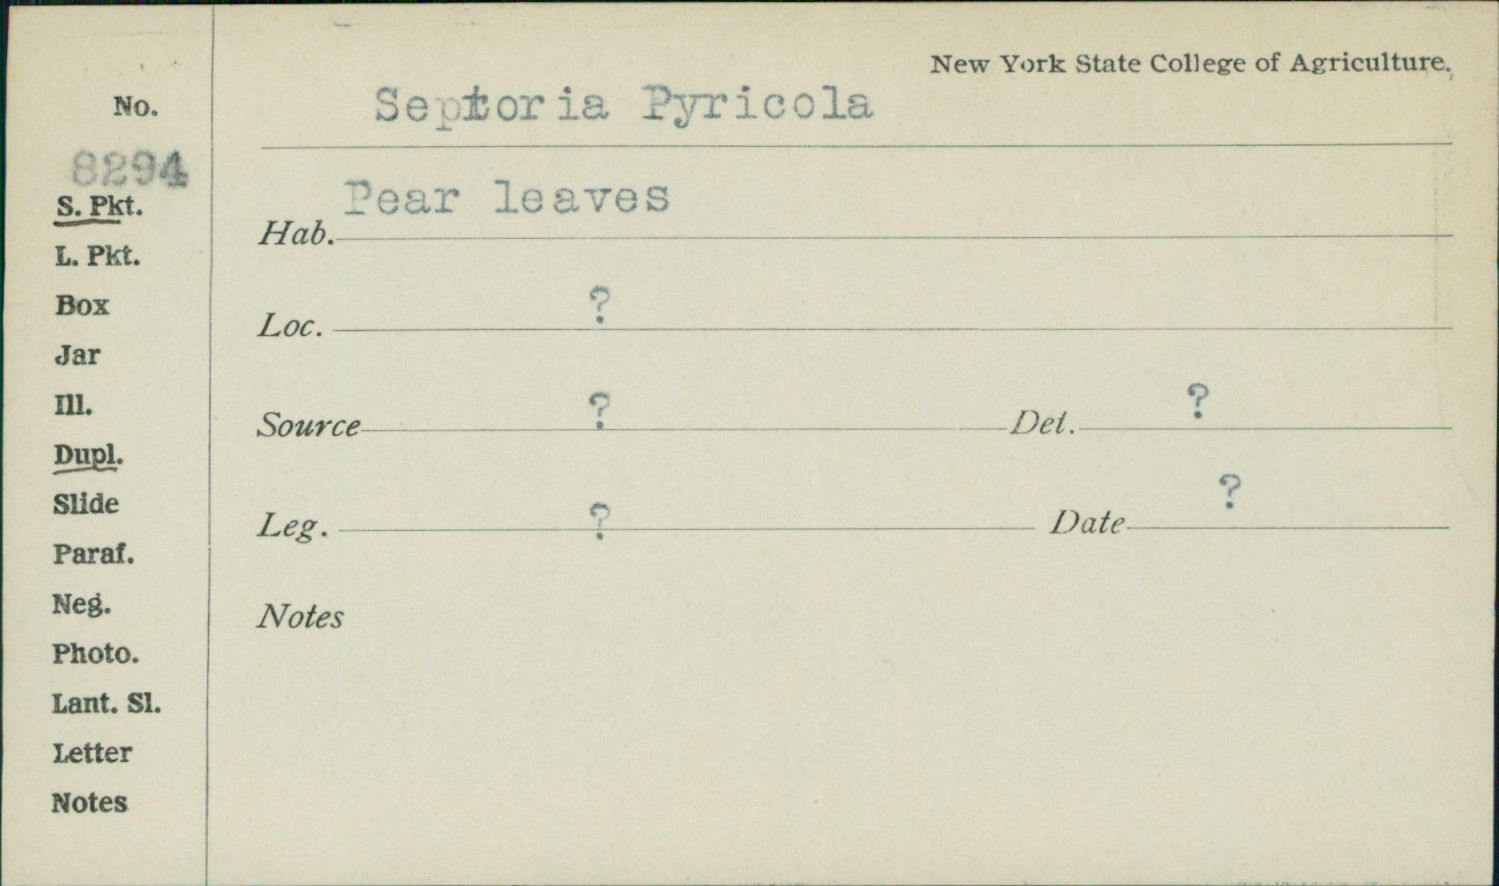 New York State College of Agriculture.
No.
8294
Septoria Pyricola
S. Pkt.
L. Pkt.
Box
Jar
Ill.
Dupl.
Slide
Paraf.
Neg.
Photo.
Lant. Sl.
Letter
Notes
Hab. Pear leaves
Loc. ?
Source ? Det. ?
Leg. ? Date ?
Notes